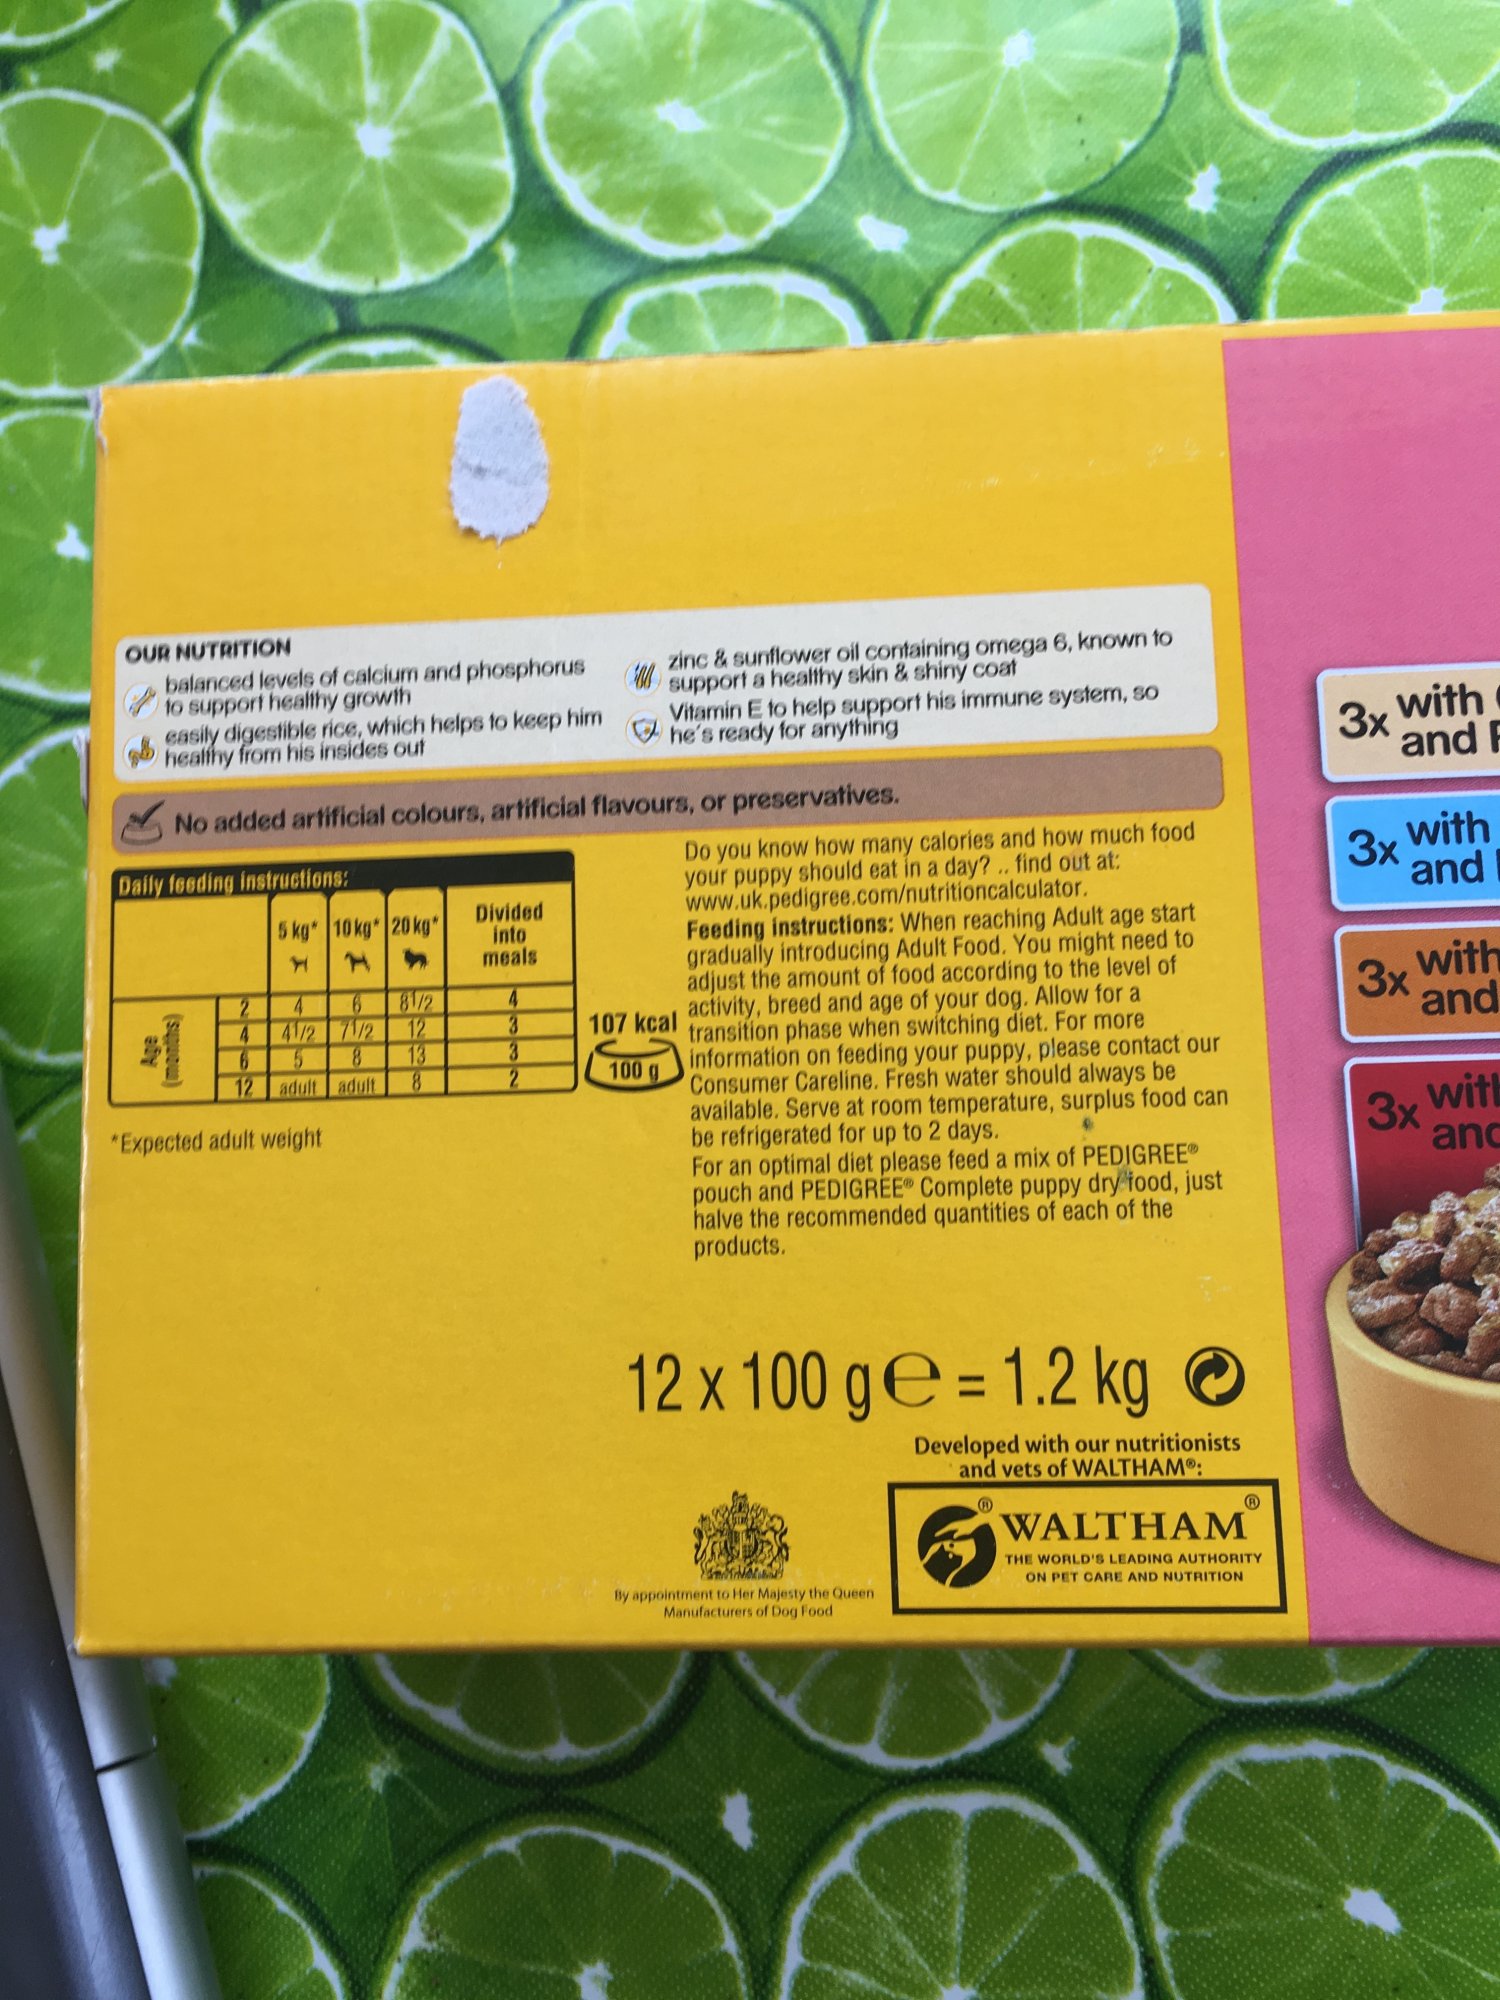 OUR NUTRITION
balanced levels of calcium and phosphorus
to support healthy growth
easily digestible rice, which helps to keep him
healthy from his insides out
zinc & sunflower oil containing omega 6, known to
support a healthy skin & shiny coat
Vitamin E to help support his immune system, so
he's ready for anything
No added artificial colours, artificial flavours, or preservatives.
Daily feeding instructions:
5 kg* 10 kg* 20 kg* Divided
into
meals
Age
(months)
2 4 6 81/2 4
4 41/2 71/2 12 3
6 5 8 13 3
12 adult adult 8 2
*Expected adult weight
107 kcal
100 g
Do you know how many calories and how much food
your puppy should eat in a day? .. find out at:
www.uk.pedigree.com/nutritioncalculator.
Feeding instructions: When reaching Adult age start
gradually introducing Adult Food. You might need to
adjust the amount of food according to the level of
activity, breed and age of your dog. Allow for a
transition phase when switching diet. For more
information on feeding your puppy, please contact our
Consumer Careline. Fresh water should always be
available. Serve at room temperature, surplus food can
be refrigerated for up to 2 days.
For an optimal diet please feed a mix of PEDIGREE®
pouch and PEDIGREE® Complete puppy dry food, just
halve the recommended quantities of each of the
products.
12 x 100 g e = 1.2 kg
Developed with our nutritionists
and vets of WALTHAM®:
® WALTHAM®
THE WORLD'S LEADING AUTHORITY
ON PET CARE AND NUTRITION
By appointment to Her Majesty the Queen
Manufacturers of Dog Food
3x with
and
3x with
and
3x with
and
3x with
and